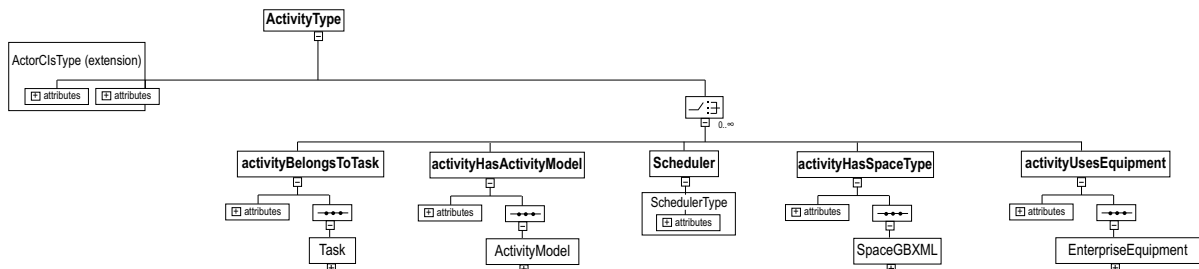 ActivityType
ActorClsType (extension)
attributes
attributes
0..∞
activityBelongsToTask
activityHasActivityModel
Scheduler
activityHasSpaceType
activityUsesEquipment
attributes
attributes
SchedulerType
attributes
attributes
attributes
Task
ActivityModel
SpaceGBXML
EnterpriseEquipment